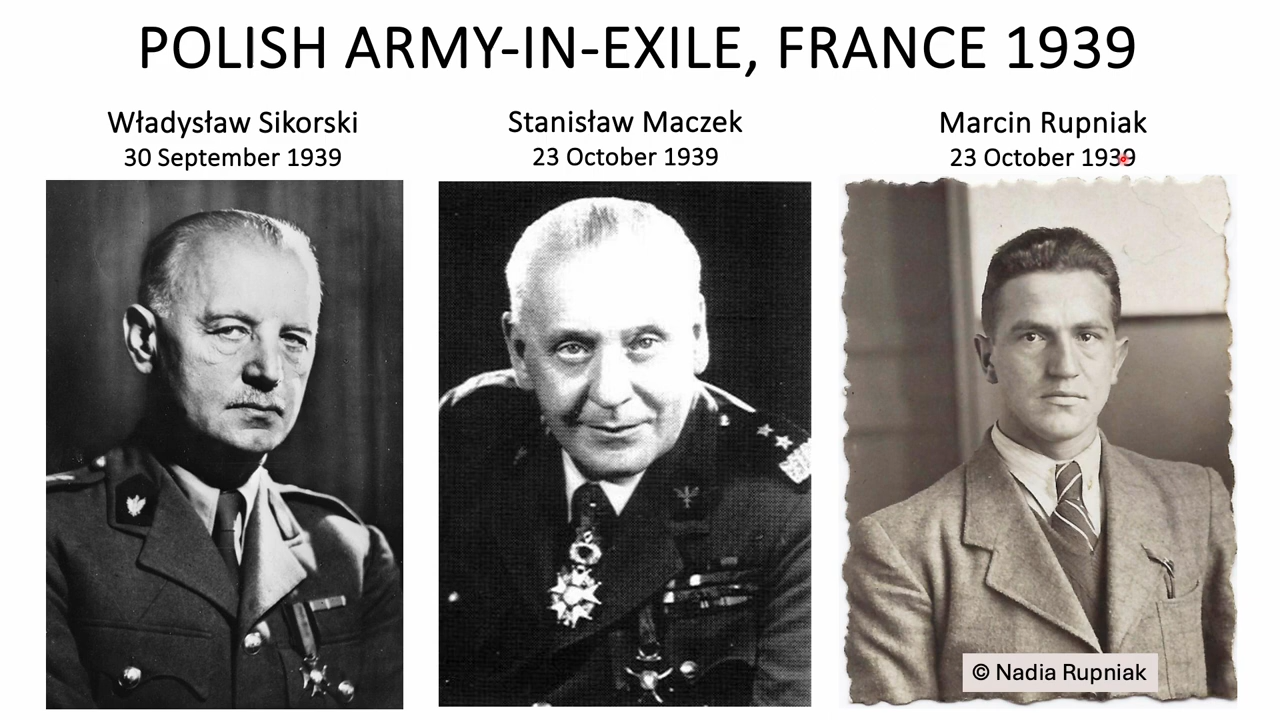 POLISH ARMY-IN-EXILE, FRANCE 1939
Władysław Sikorski
30 September 1939
Stanisław Maczek
23 October 1939
Marcin Rupniak
23 October 1939
© Nadia Rupniak